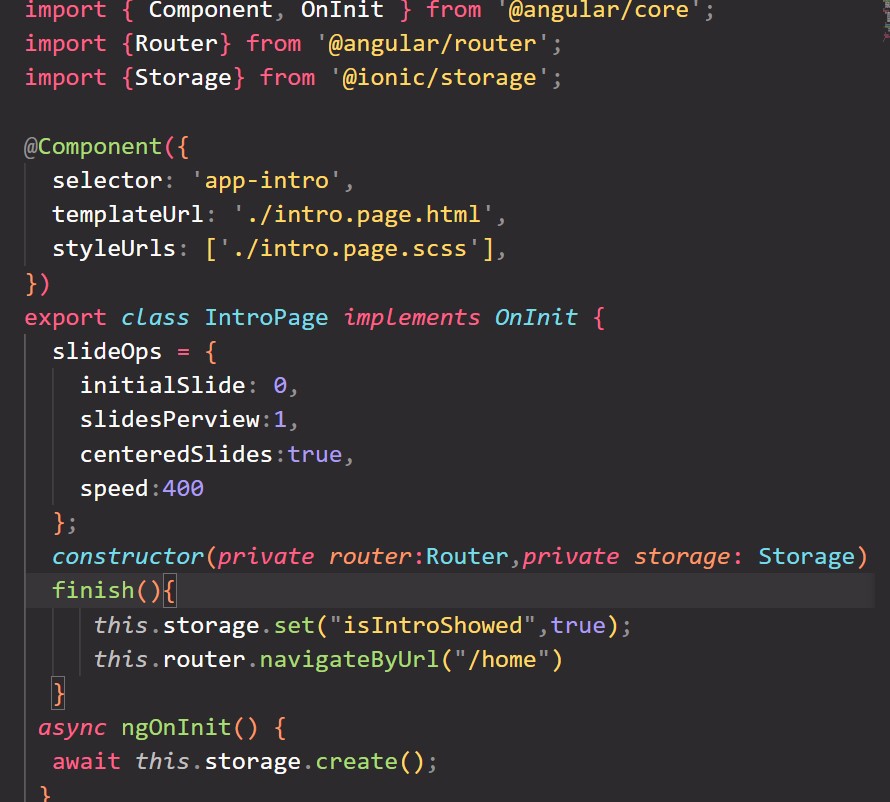 import { Component, OnInit } from '@angular/core';
import {Router} from '@angular/router';
import {Storage} from '@ionic/storage';
@Component({
selector: 'app-intro',
templateUrl: './intro.page.html',
styleUrls: ['./intro.page.scss'],
})
export class IntroPage implements OnInit {
slideOps = {
initialSlide: 0,
slidesPerview:1,
centeredSlides:true,
speed:400
};
constructor(private router:Router,private storage: Storage)
finish(){
this.storage.set("isIntroShowed",true);
this.router.navigateByUrl("/home")
}
async ngOnInit() {
await this.storage.create();
}